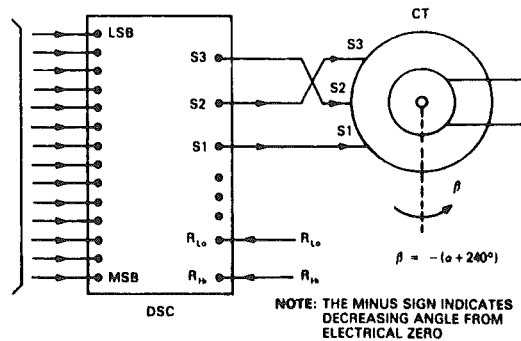 CT
LSB
S3
S3
S2
S2
S1
S1
β
R_Lo
R_Lo
β = −(α + 240°)
MSB
R_Hi
R_Hi
DSC
NOTE: THE MINUS SIGN INDICATES
DECREASING ANGLE FROM
ELECTRICAL ZERO